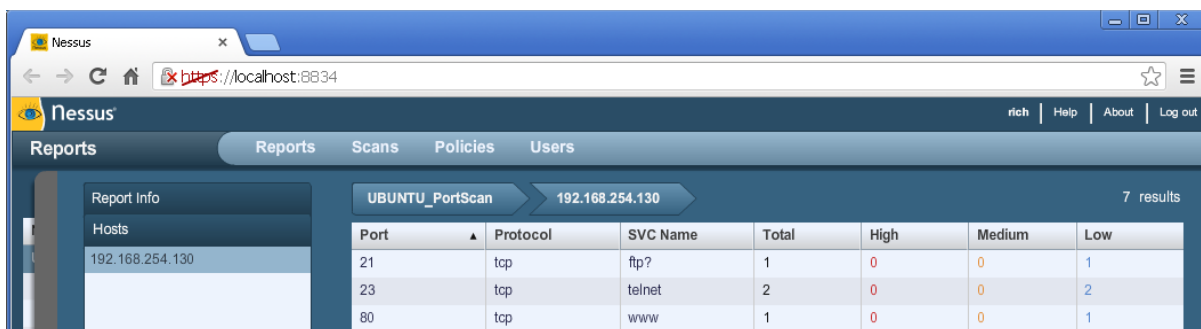 Nessus
https://localhost:8834
Nessus
rich Help About Log out
Reports Reports Scans Policies Users
Report Info
UBUNTU_PortScan 192.168.254.130 7 results
Hosts
192.168.254.130
Port Protocol SVC Name Total High Medium Low
21 tcp ftp? 1 0 0 1
23 tcp telnet 2 0 0 2
80 tcp www 1 0 0 1